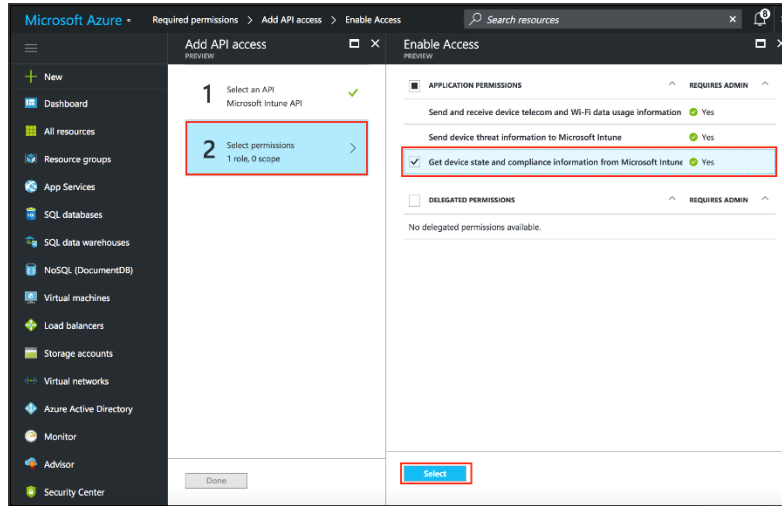 Microsoft Azure
Required permissions > Add API access > Enable Access
Search resources
8
New
Dashboard
All resources
Resource groups
App Services
SQL databases
SQL data warehouses
NoSQL (DocumentDB)
Virtual machines
Load balancers
Storage accounts
Virtual networks
Azure Active Directory
Monitor
Advisor
Security Center
Add API access
PREVIEW
1
Select an API
Microsoft Intune API
2
Select permissions
1 role, 0 scope
Done
Enable Access
PREVIEW
APPLICATION PERMISSIONS REQUIRES ADMIN
Send and receive device telecom and Wi-Fi data usage information Yes
Send device threat information to Microsoft Intune Yes
Get device state and compliance information from Microsoft Intune Yes
DELEGATED PERMISSIONS REQUIRES ADMIN
No delegated permissions available.
Select